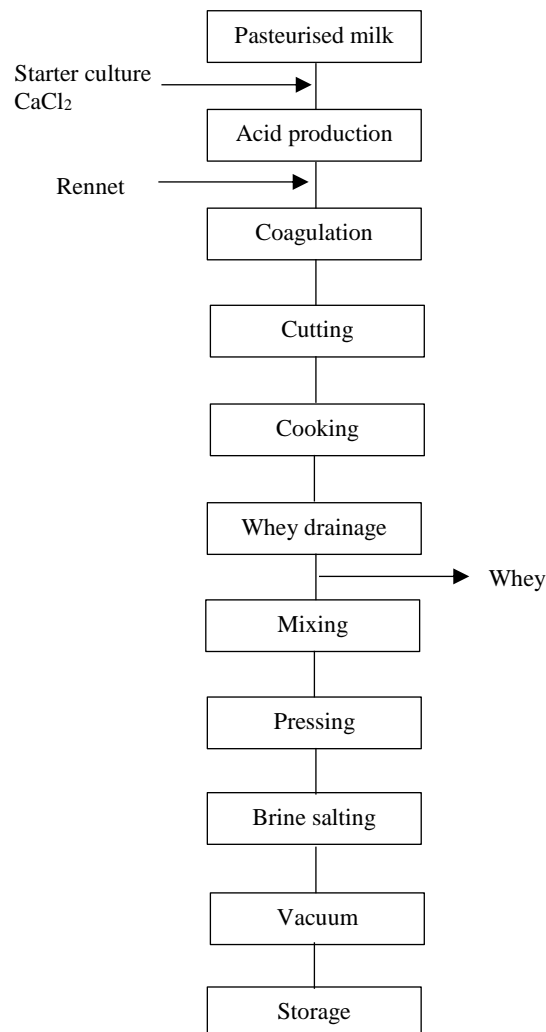 Pasteurised milk
Starter culture
CaCl₂
Acid production
Rennet
Coagulation
Cutting
Cooking
Whey drainage
Whey
Mixing
Pressing
Brine salting
Vacuum
Storage